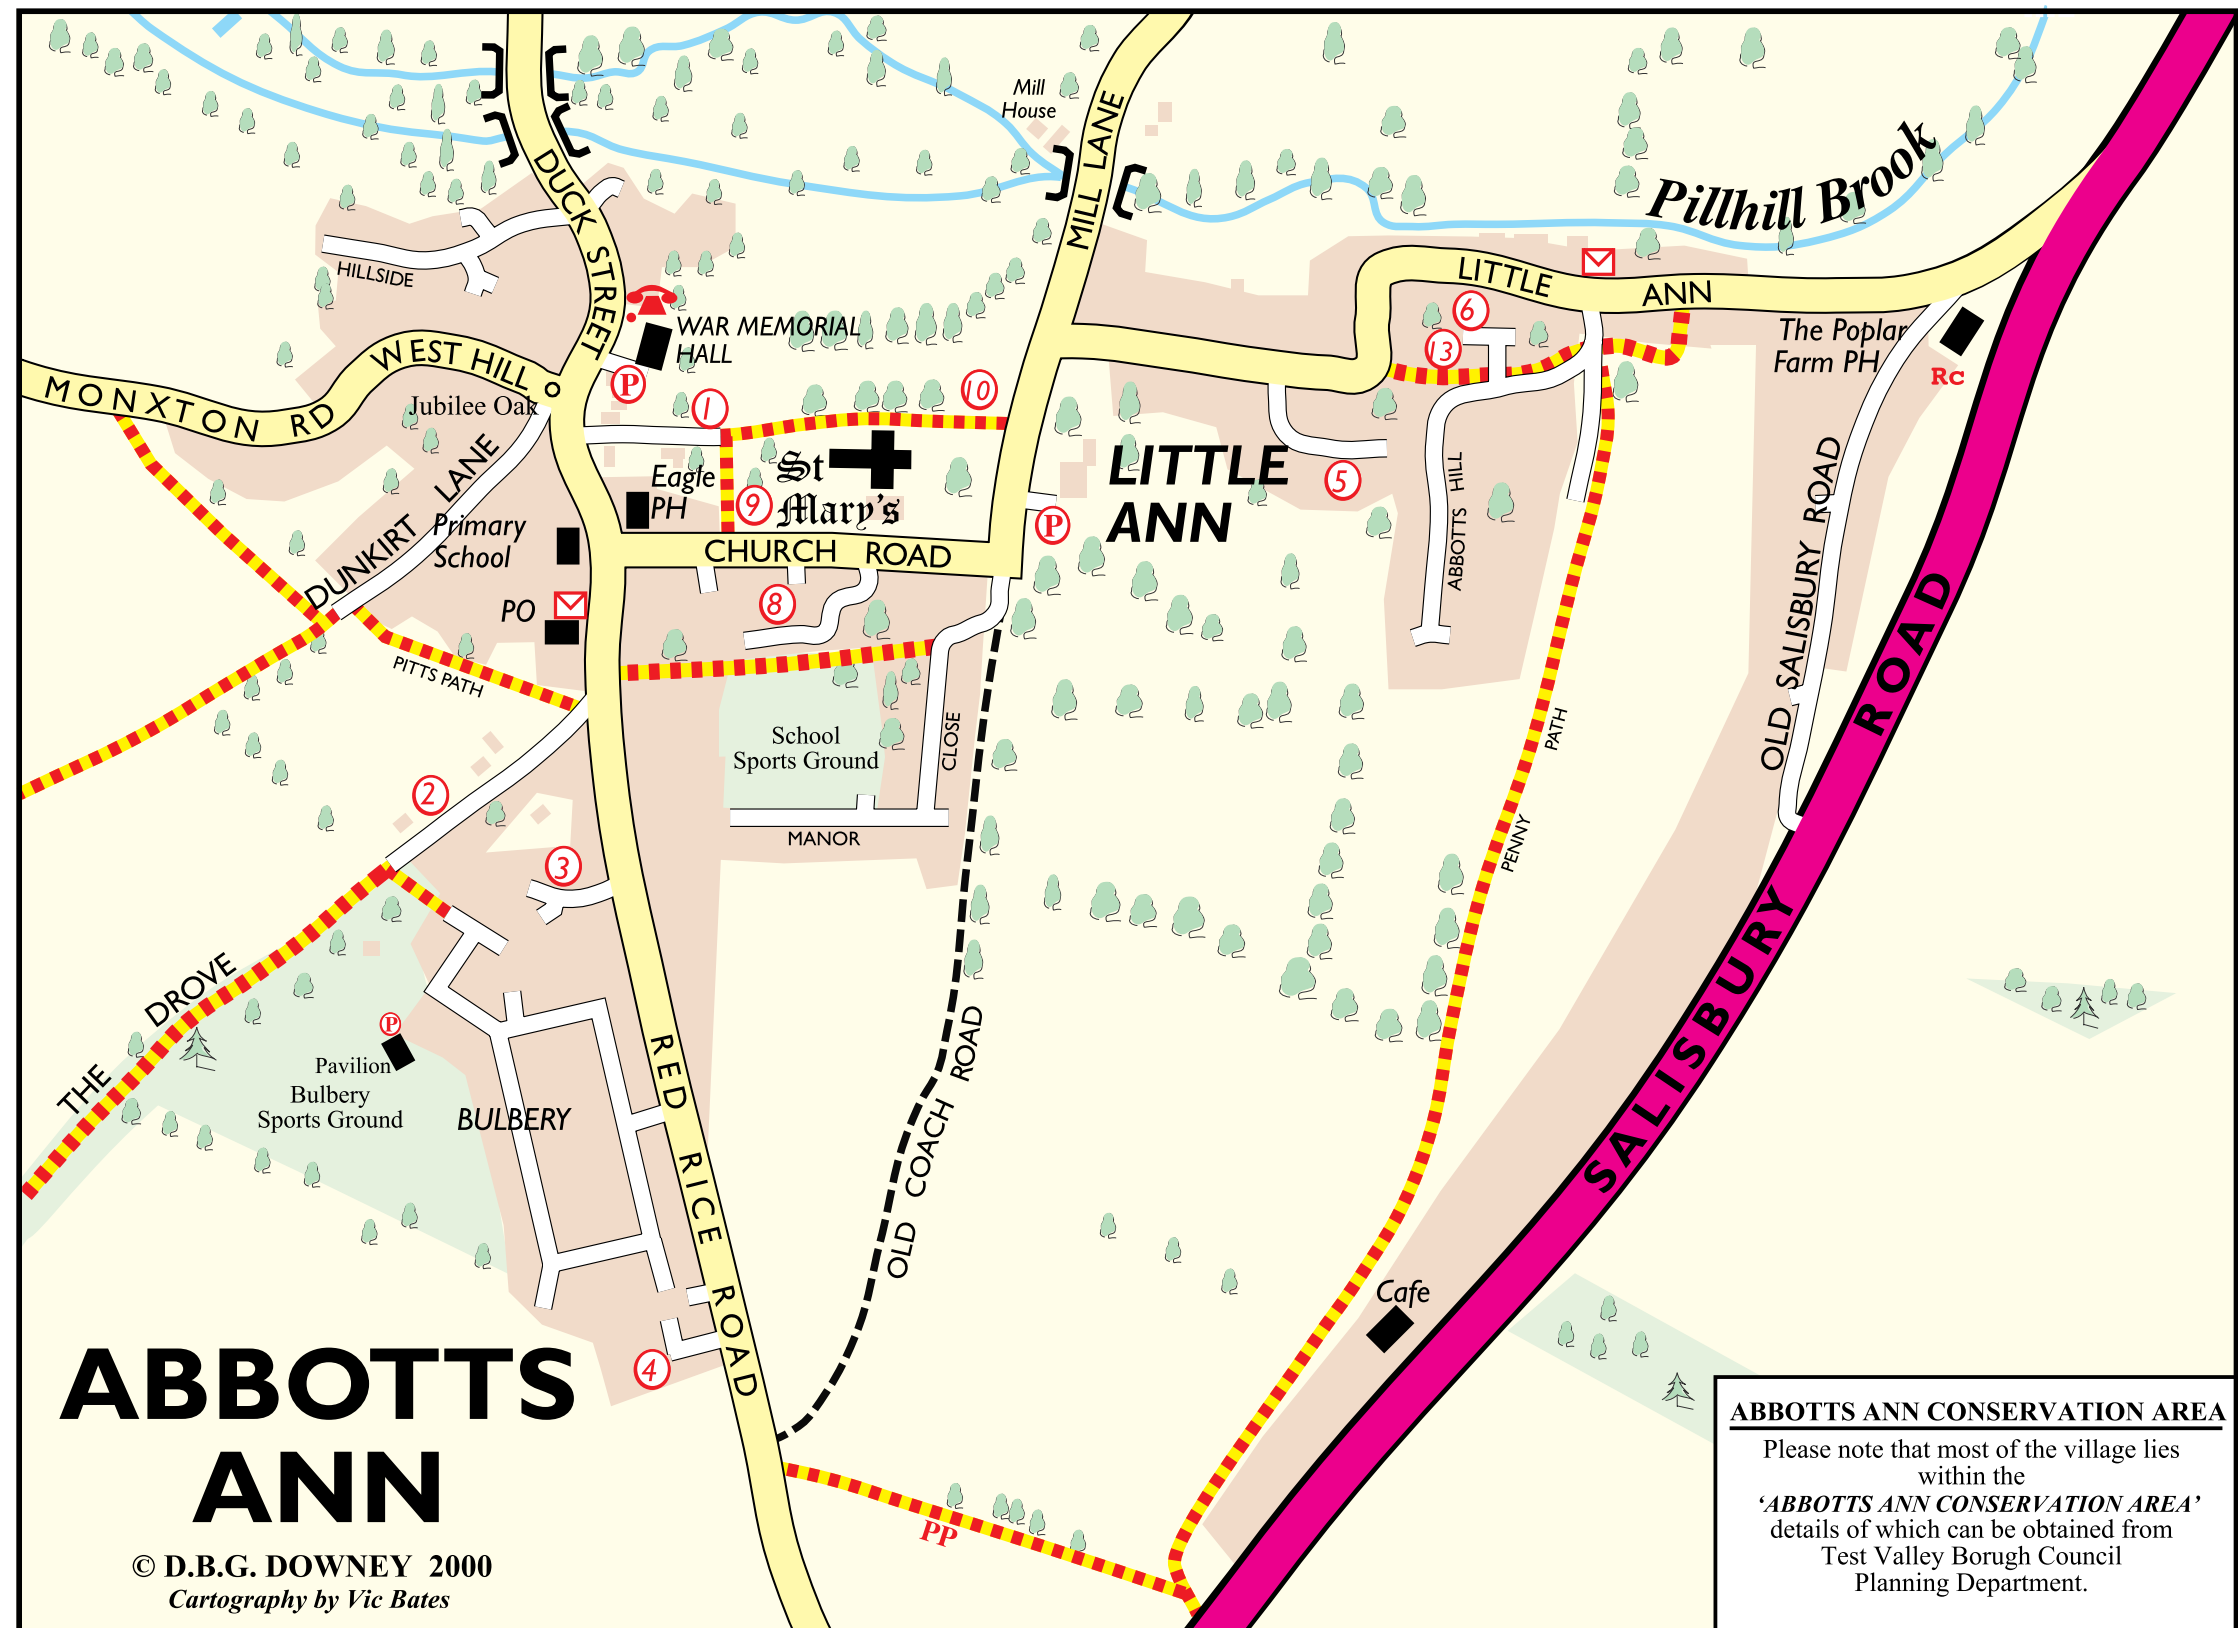 Mill
House
MILL LANE
Pillhill Brook
DUCK STREET
HILLSIDE
WAR MEMORIAL
HALL
P
LITTLE ANN
6
13
The Poplar
Farm PH
Rc
WEST HILL
MONXTON RD
Jubilee Oak
1
10
Eagle
PH
9
St
Mary's
LITTLE
ANN
P
5
ABBOTTS HILL
OLD SALISBURY ROAD
DUNKIRT LANE
Primary
School
PO
CHURCH ROAD
8
PITTS PATH
School
Sports Ground
CLOSE
MANOR
PENNY PATH
2
3
THE DROVE
P
Pavilion
Bulbery
Sports Ground
BULBERY
RED RICE ROAD
OLD COACH ROAD
SALISBURY ROAD
Cafe
4
PP
ABBOTTS
ANN
© D.B.G. DOWNEY 2000
Cartography by Vic Bates
ABBOTTS ANN CONSERVATION AREA
Please note that most of the village lies
within the
‘ABBOTTS ANN CONSERVATION AREA’
details of which can be obtained from
Test Valley Borugh Council
Planning Department.